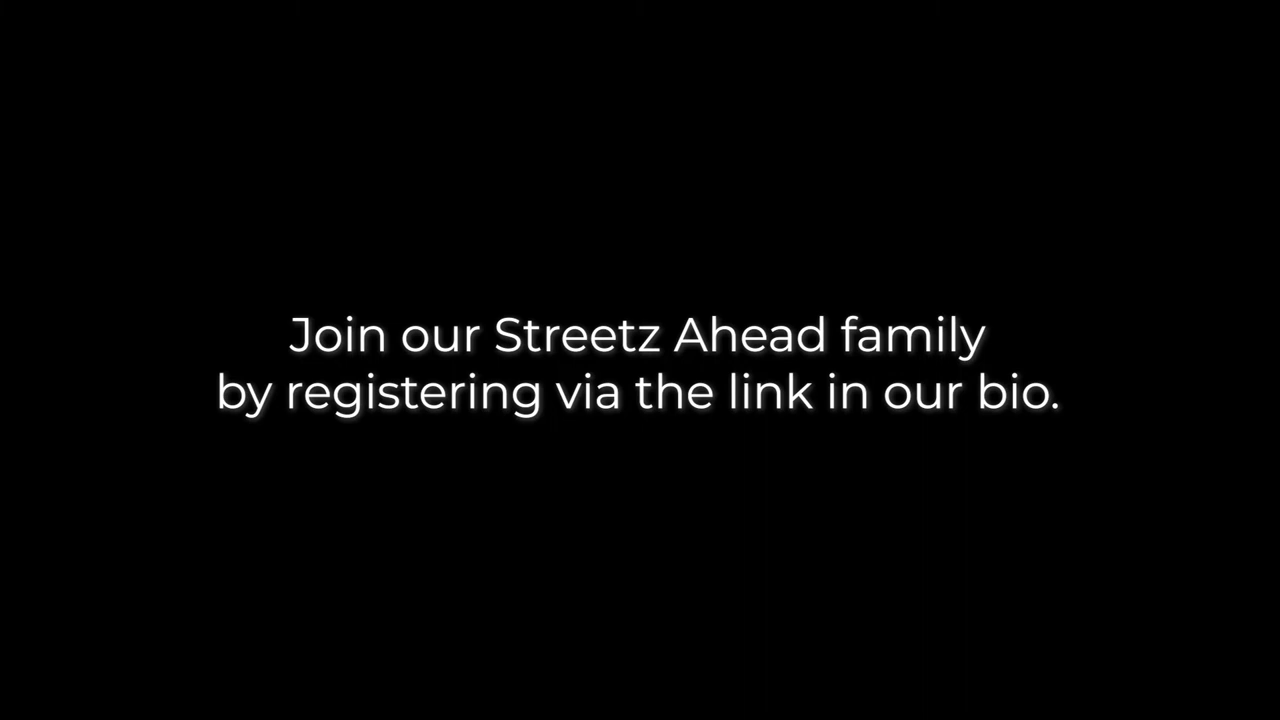 Join our Streetz Ahead family
by registering via the link in our bio.